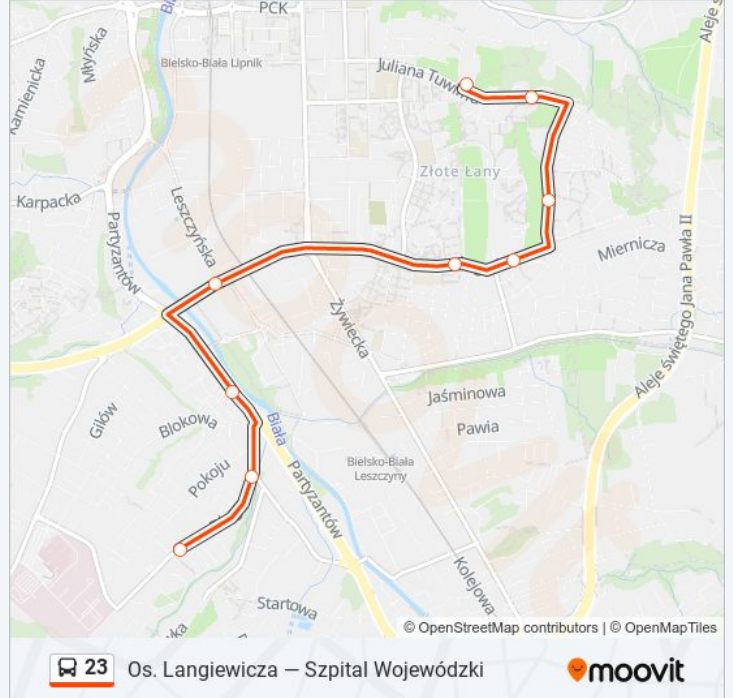 PCK
Młyńska
Kamienicka
Bielsko-Biała Lipnik
Juliana Tuwima
Aleje ś
Złote Łany
Karpacka
Leszczyńska
Partyzantów
Miernicza
Aleje świętego Jana Pawła II
Żywiecka
Jaśminowa
Pawia
Gilów
Blokowa
Biała
Pokoju
Bielsko-Biała
Leszczyny
Partyzantów
Kolejowa
Startowa
© OpenStreetMap contributors | © OpenMapTiles
23 Os. Langiewicza — Szpital Wojewódzki
moovit